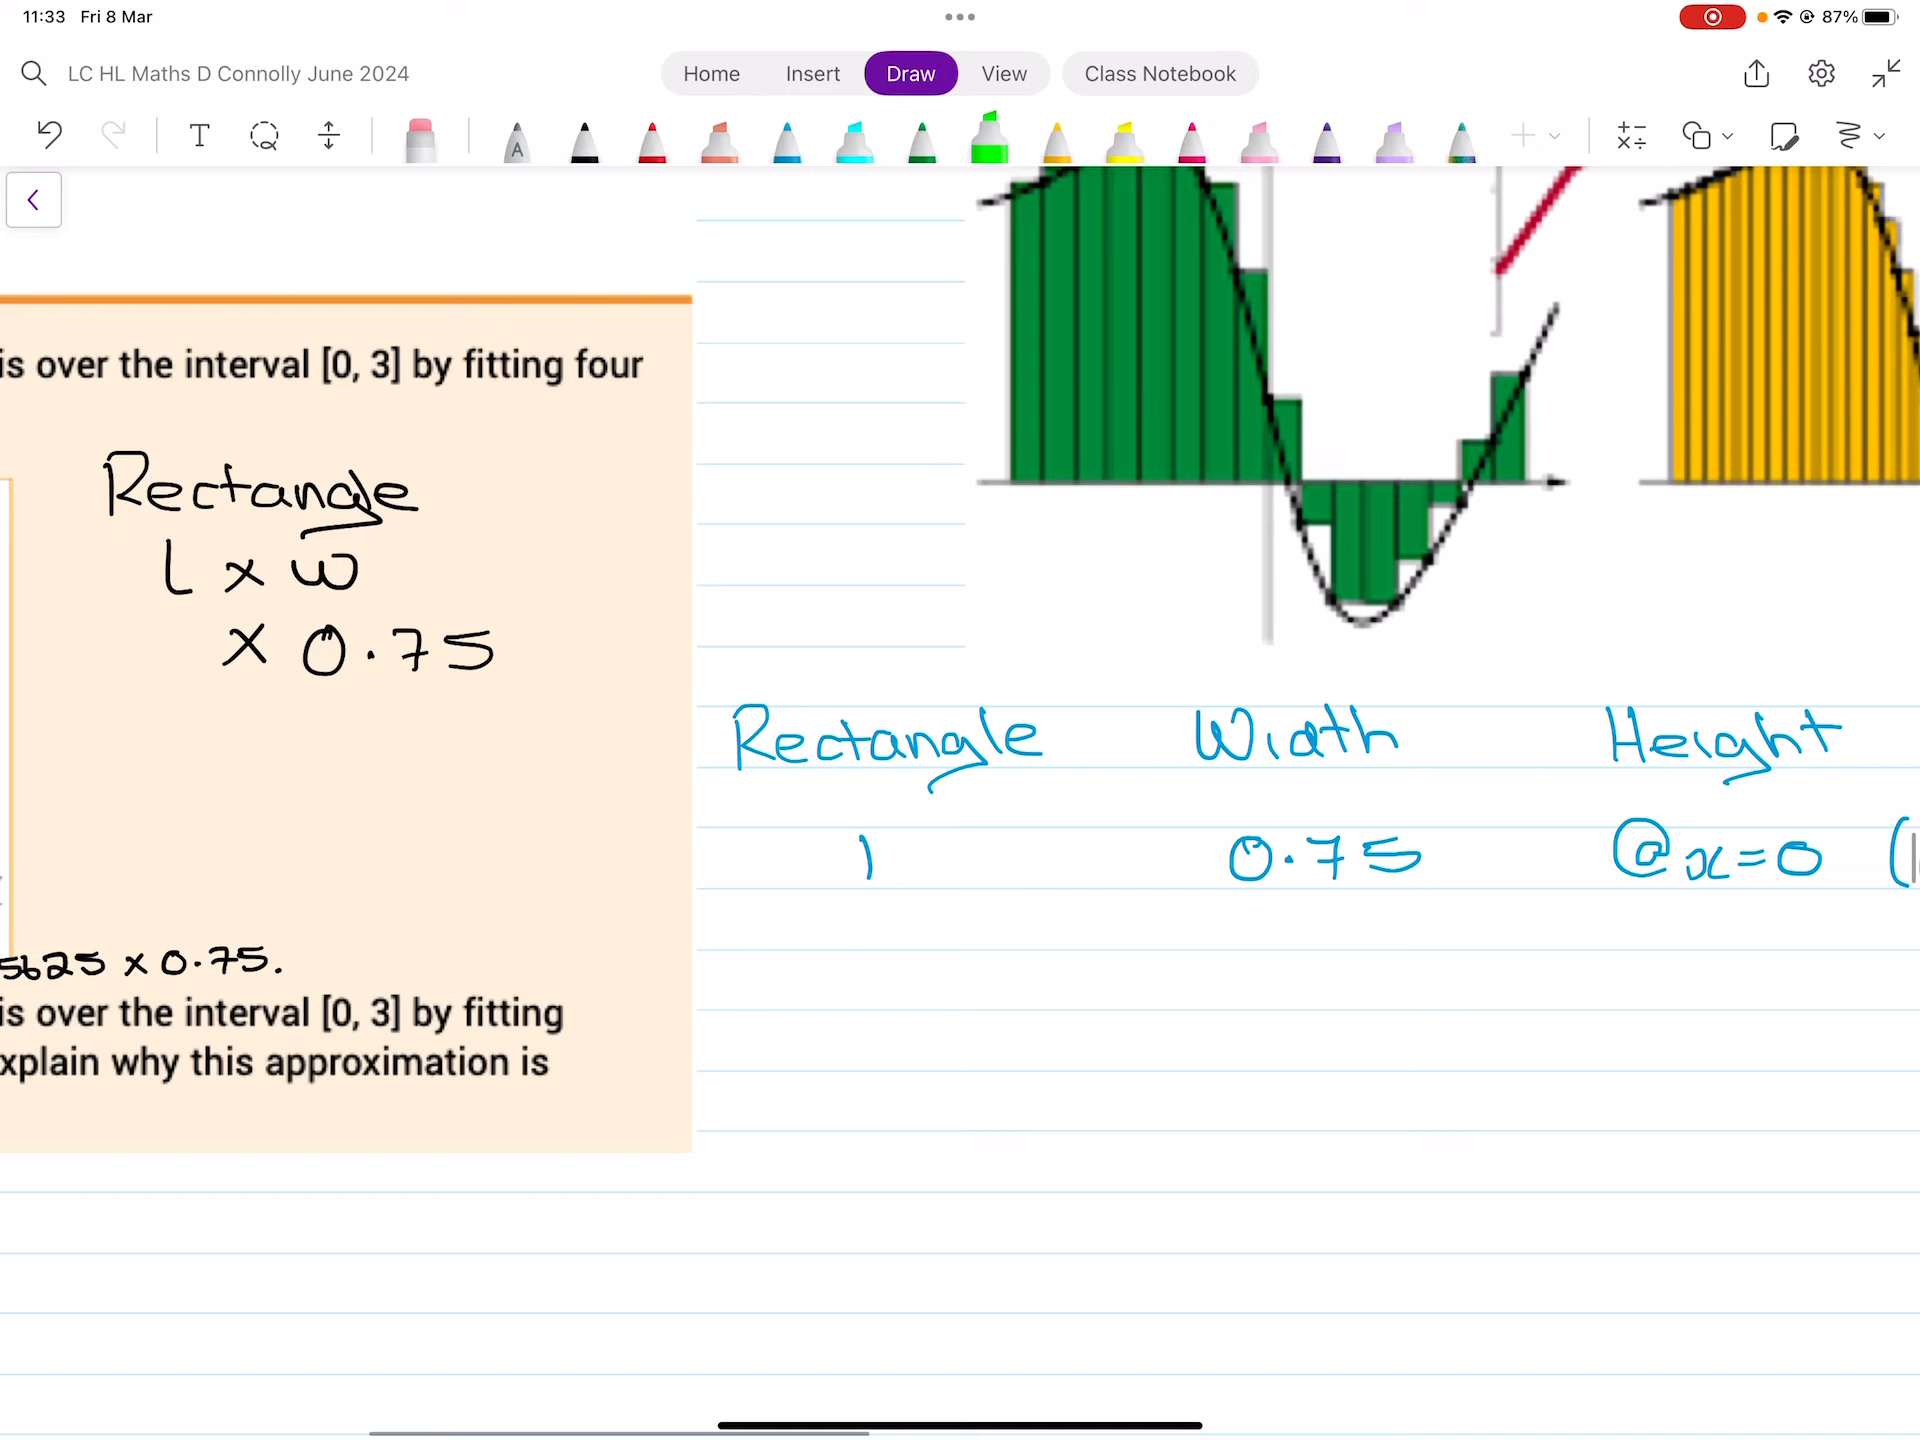 11:33 Fri 8 Mar
87%
LC HL Maths D Connolly June 2024
Home Insert Draw View Class Notebook
T
A
is over the interval [0, 3] by fitting four
Rectangle
L x w
x 0.75
5625 x 0.75.
is over the interval [0, 3] by fitting
xplain why this approximation is
Rectangle Width Height
1 0.75 @ x=0 (